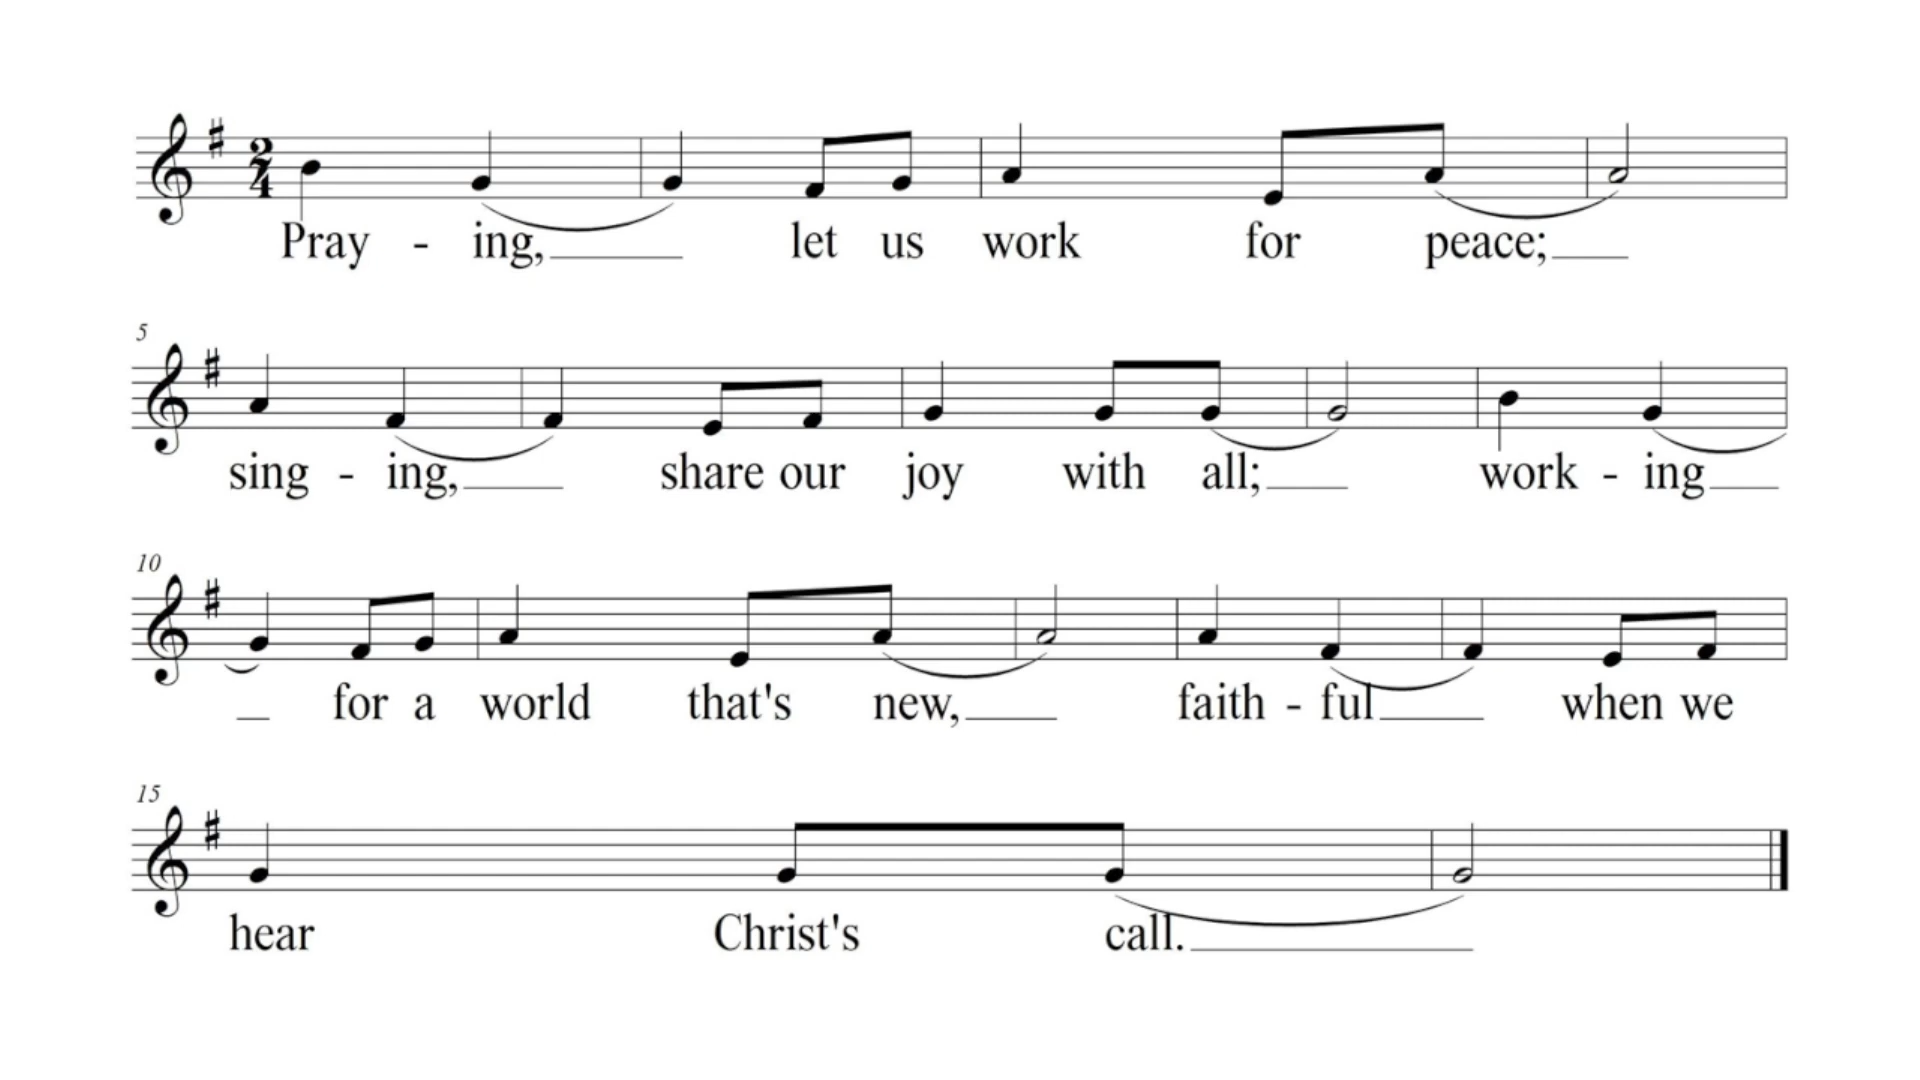 2
4
Pray - ing, let us work for peace;
5
sing - ing, share our joy with all; work - ing
10
for a world that's new, faith - ful when we
15
hear Christ's call.